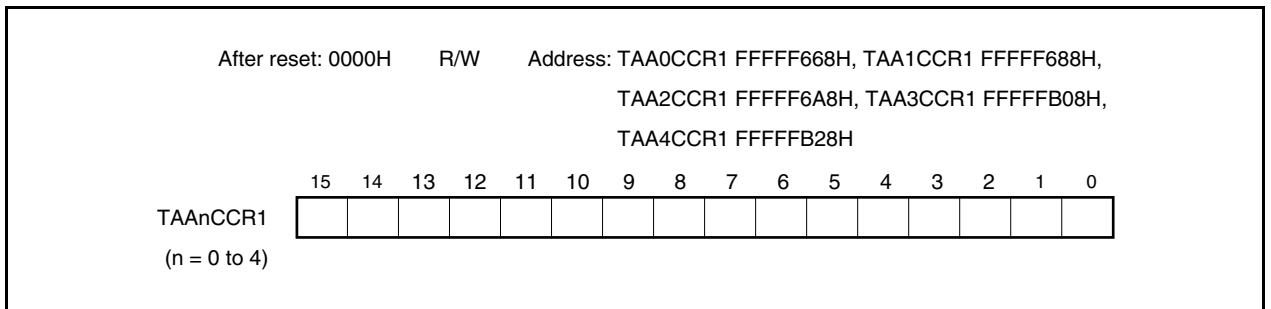 After reset: 0000H R/W Address: TAA0CCR1 FFFFF668H, TAA1CCR1 FFFFF688H,
TAA2CCR1 FFFFF6A8H, TAA3CCR1 FFFFFB08H,
TAA4CCR1 FFFFFB28H
15 14 13 12 11 10 9 8 7 6 5 4 3 2 1 0
TAAnCCR1
(n = 0 to 4)